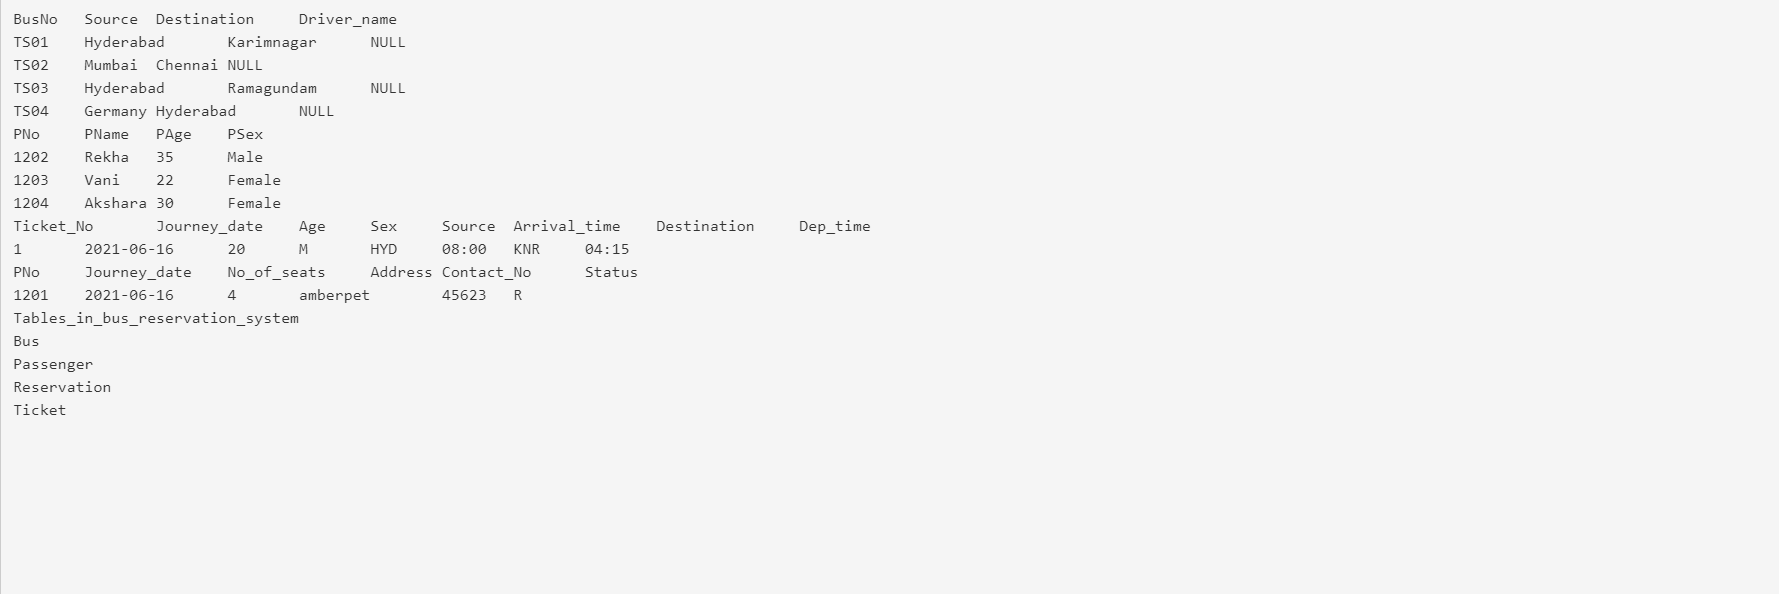 BusNo	Source	Destination	Driver_name
TS01	Hyderabad	Karimnagar	NULL
TS02	Mumbai	Chennai	NULL
TS03	Hyderabad	Ramagundam	NULL
TS04	Germany	Hyderabad	NULL
PNo	PName	PAge	PSex
1202	Rekha	35	Male
1203	Vani	22	Female
1204	Akshara	30	Female
Ticket_No	Journey_date	Age	Sex	Source	Arrival_time	Destination	Dep_time
1	2021-06-16	20	M	HYD	08:00	KNR	04:15
PNo	Journey_date	No_of_seats	Address	Contact_No	Status
1201	2021-06-16	4	amberpet	45623	R
Tables_in_bus_reservation_system
Bus
Passenger
Reservation
Ticket